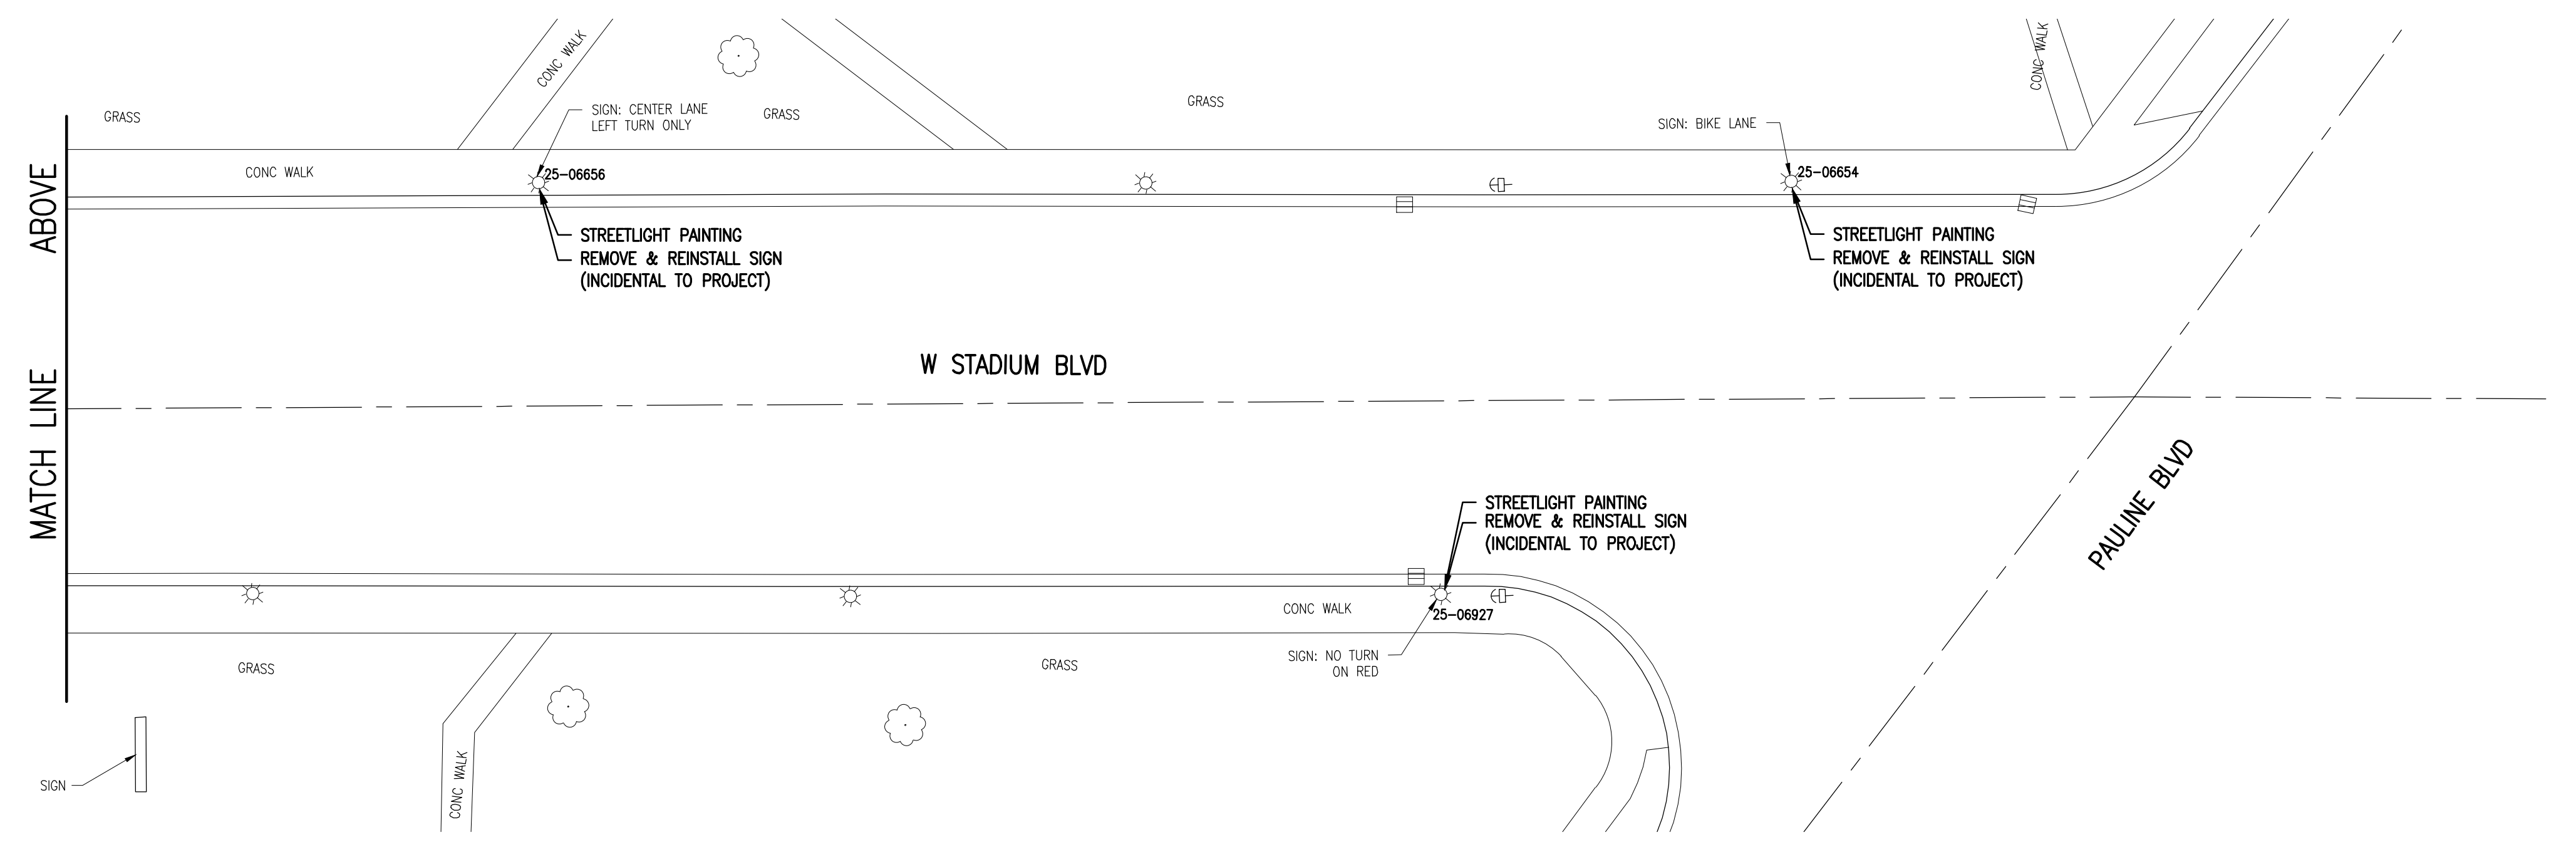 CONC WALK
CONC WALK
SIGN: CENTER LANE
LEFT TURN ONLY
GRASS
GRASS
GRASS
SIGN: BIKE LANE
CONC WALK
25-06656
25-06654
STREETLIGHT PAINTING
REMOVE & REINSTALL SIGN
(INCIDENTAL TO PROJECT)
STREETLIGHT PAINTING
REMOVE & REINSTALL SIGN
(INCIDENTAL TO PROJECT)
MATCH LINE ABOVE
W STADIUM BLVD
PAULINE BLVD
STREETLIGHT PAINTING
REMOVE & REINSTALL SIGN
(INCIDENTAL TO PROJECT)
CONC WALK
25-06927
SIGN: NO TURN
ON RED
GRASS
GRASS
SIGN
CONC WALK